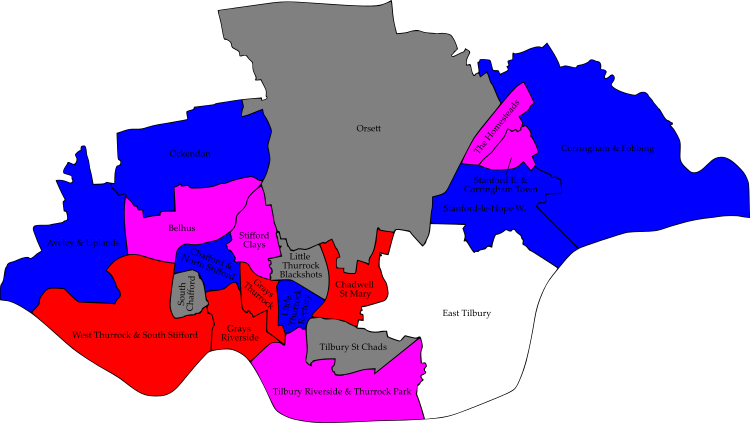 Orsett
The Homesteads
Corringham & Fobbing
Ockendon
Stanford E. &
Corringham Town
Stanford-le-Hope W.
Belhus
Stifford
Clays
Aveley & Uplands
Chafford &
North Stifford
Little
Thurrock
Blackshots
South
Chafford
Grays
Thurrock
Chadwell
St Mary
Little
Thurrock
Rectory
East Tilbury
West Thurrock & South Stifford
Grays
Riverside
Tilbury St Chads
Tilbury Riverside & Thurrock Park